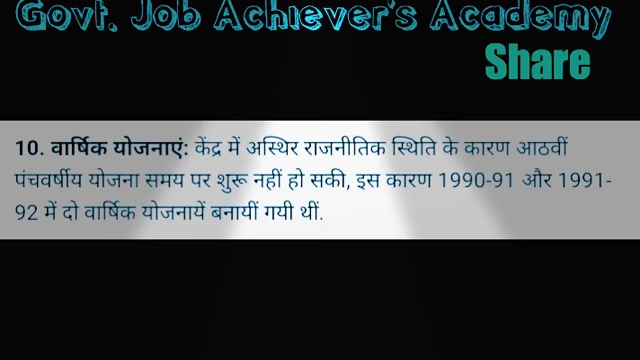 Govt. Job Achiever's Academy
Share
10. वार्षिक योजनाएं: केंद्र में अस्थिर राजनीतिक स्थिति के कारण आठवीं
पंचवर्षीय योजना समय पर शुरू नहीं हो सकी, इस कारण 1990-91 और 1991-
92 में दो वार्षिक योजनायें बनायीं गयी थीं.